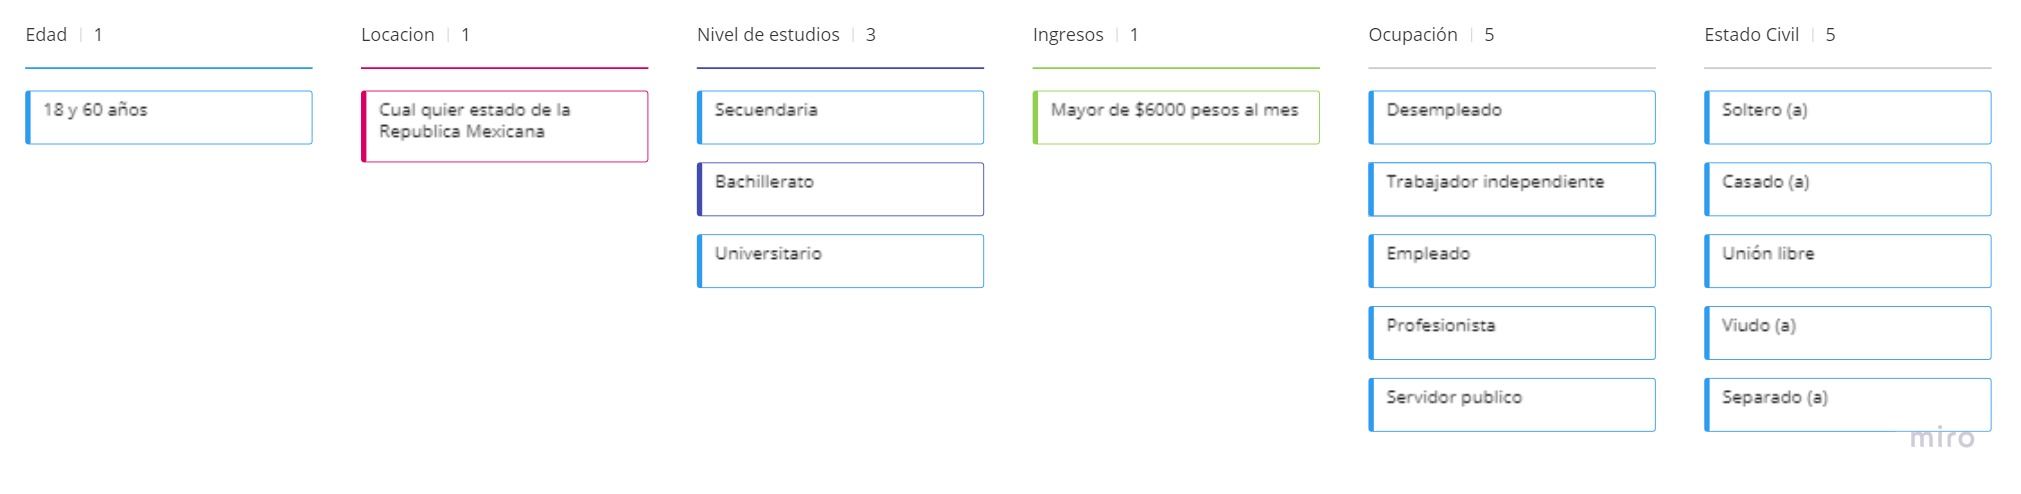 Edad | 1
18 y 60 años
Locacion | 1
Cual quier estado de la
Republica Mexicana
Nivel de estudios | 3
Secuendaria
Bachillerato
Universitario
Ingresos | 1
Mayor de $6000 pesos al mes
Ocupación | 5
Desempleado
Trabajador independiente
Empleado
Profesionista
Servidor publico
Estado Civil | 5
Soltero (a)
Casado (a)
Unión libre
Viudo (a)
Separado (a)
miro